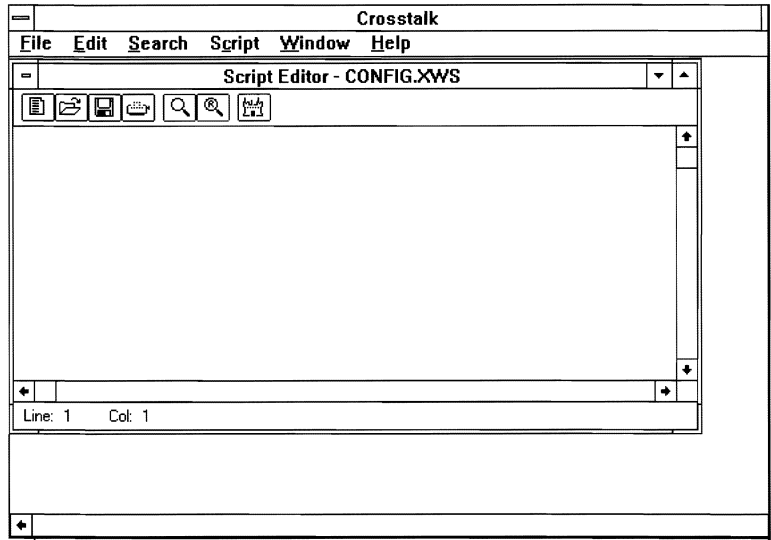 Crosstalk
File Edit Search Script Window Help
Script Editor - CONFIG.XWS
Line: 1 Col: 1